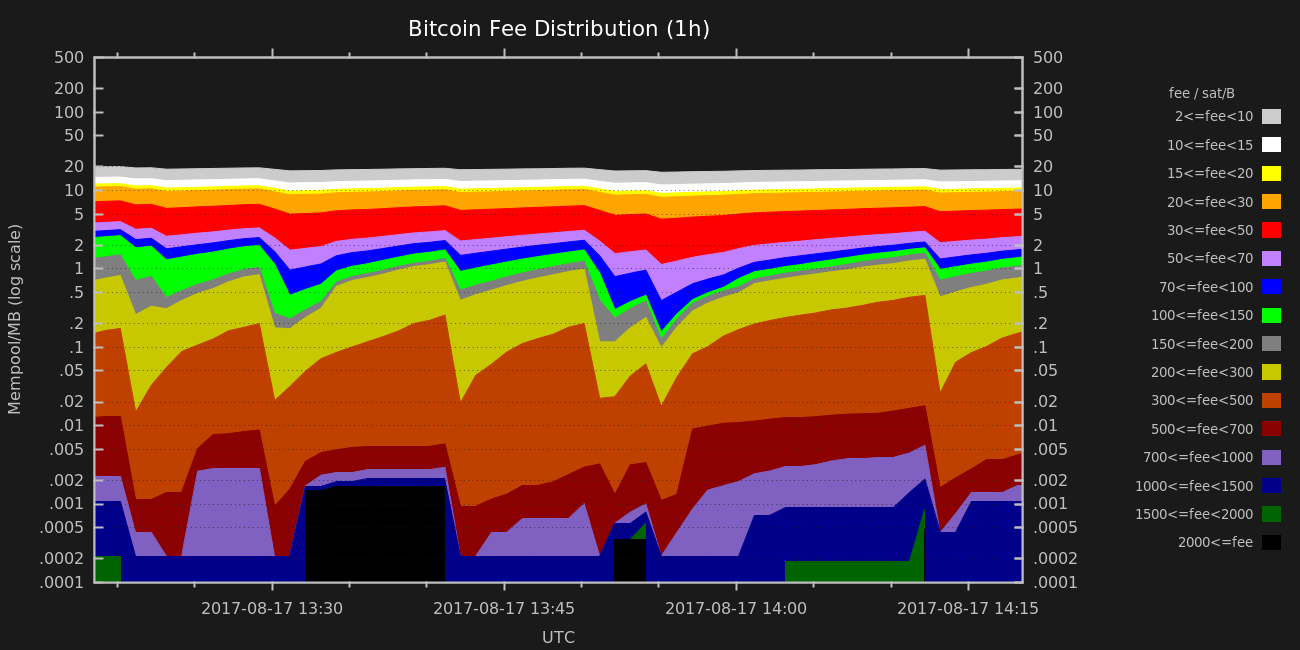 Bitcoin Fee Distribution (1h)
Mempool/MB (log scale)
500
200
100
50
20
10
5
2
1
.5
.2
.1
.05
.02
.01
.005
.002
.001
.0005
.0002
.0001
500
200
100
50
20
10
5
2
1
.5
.2
.1
.05
.02
.01
.005
.002
.001
.0005
.0002
.0001
2017-08-17 13:30
2017-08-17 13:45
2017-08-17 14:00
2017-08-17 14:15
UTC
fee / sat/B
2<=fee<10
10<=fee<15
15<=fee<20
20<=fee<30
30<=fee<50
50<=fee<70
70<=fee<100
100<=fee<150
150<=fee<200
200<=fee<300
300<=fee<500
500<=fee<700
700<=fee<1000
1000<=fee<1500
1500<=fee<2000
2000<=fee